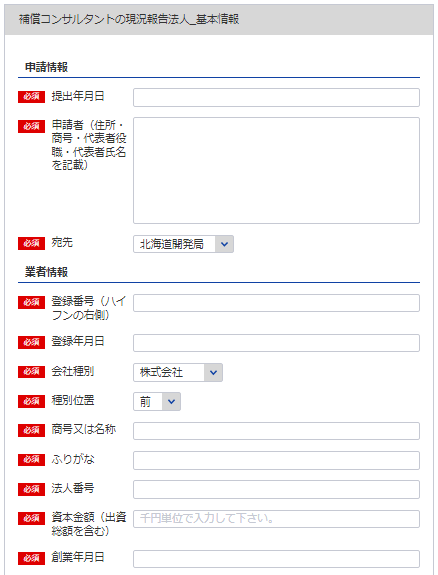 補償コンサルタントの現況報告法人_基本情報
申請情報
必須 提出年月日
必須 申請者（住所・
商号・代表者役
職・代表者氏名
を記載）
必須 宛先 北海道開発局
業者情報
必須 登録番号（ハイ
フンの右側）
必須 登録年月日
必須 会社種別 株式会社
必須 種別位置 前
必須 商号又は名称
必須 ふりがな
必須 法人番号
必須 資本金額（出資 千円単位で入力して下さい。
総額を含む）
必須 創業年月日